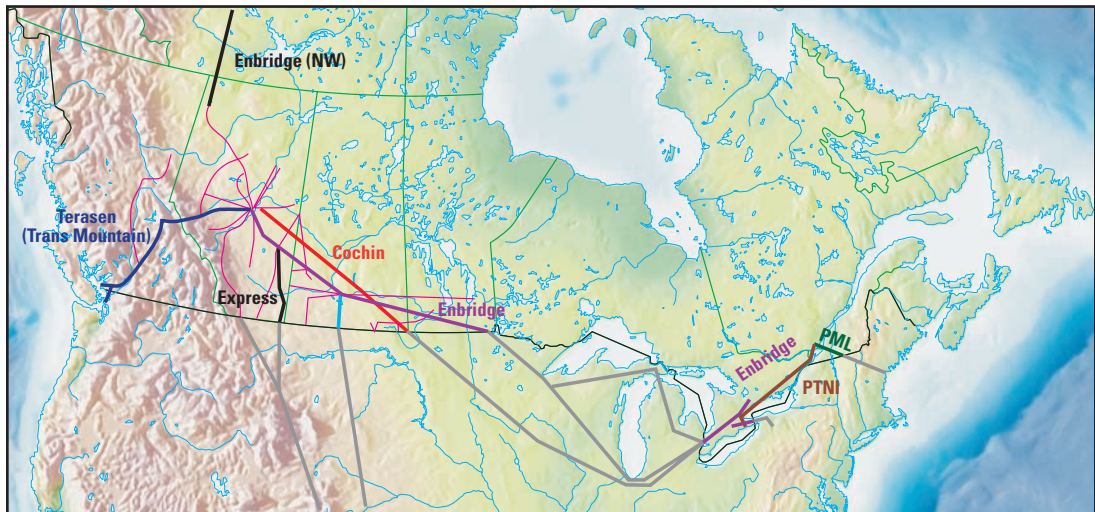 Enbridge (NW)
Terasen
(Trans Mountain)
Cochin
Express
Enbridge
Enbridge
PML
PTNI